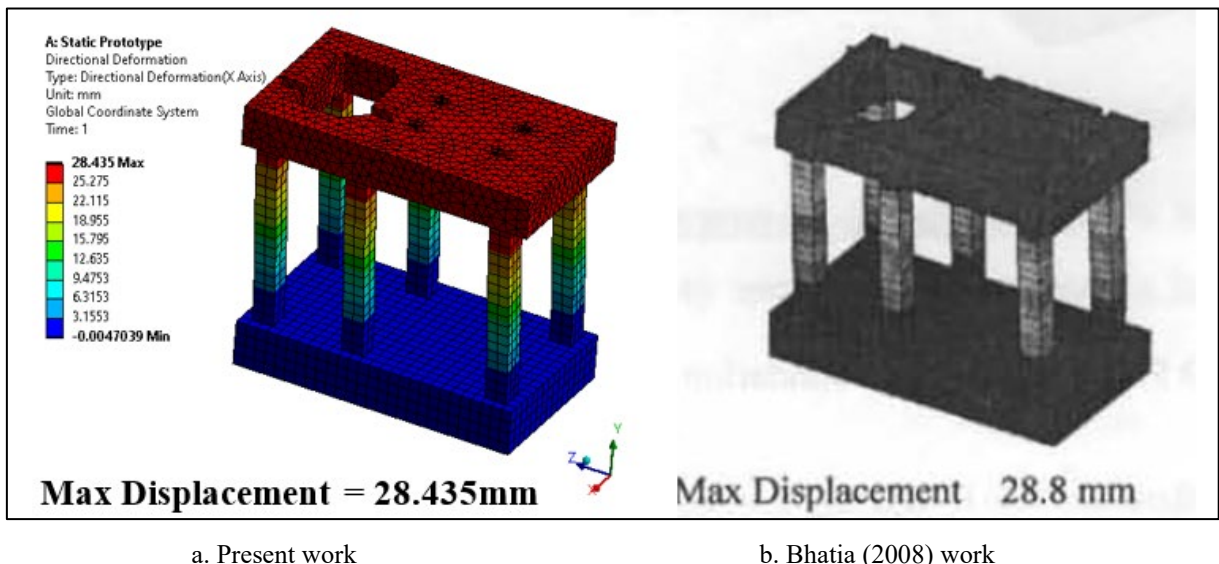 A: Static Prototype
Directional Deformation
Type: Directional Deformation(X Axis)
Unit: mm
Global Coordinate System
Time: 1
28.435 Max
25.275
22.115
18.955
15.795
12.635
9.4753
6.3153
3.1553
-0.0047039 Min
Y
Z
X
Max Displacement = 28.435mm
Max Displacement 28.8 mm
a. Present work
b. Bhatia (2008) work